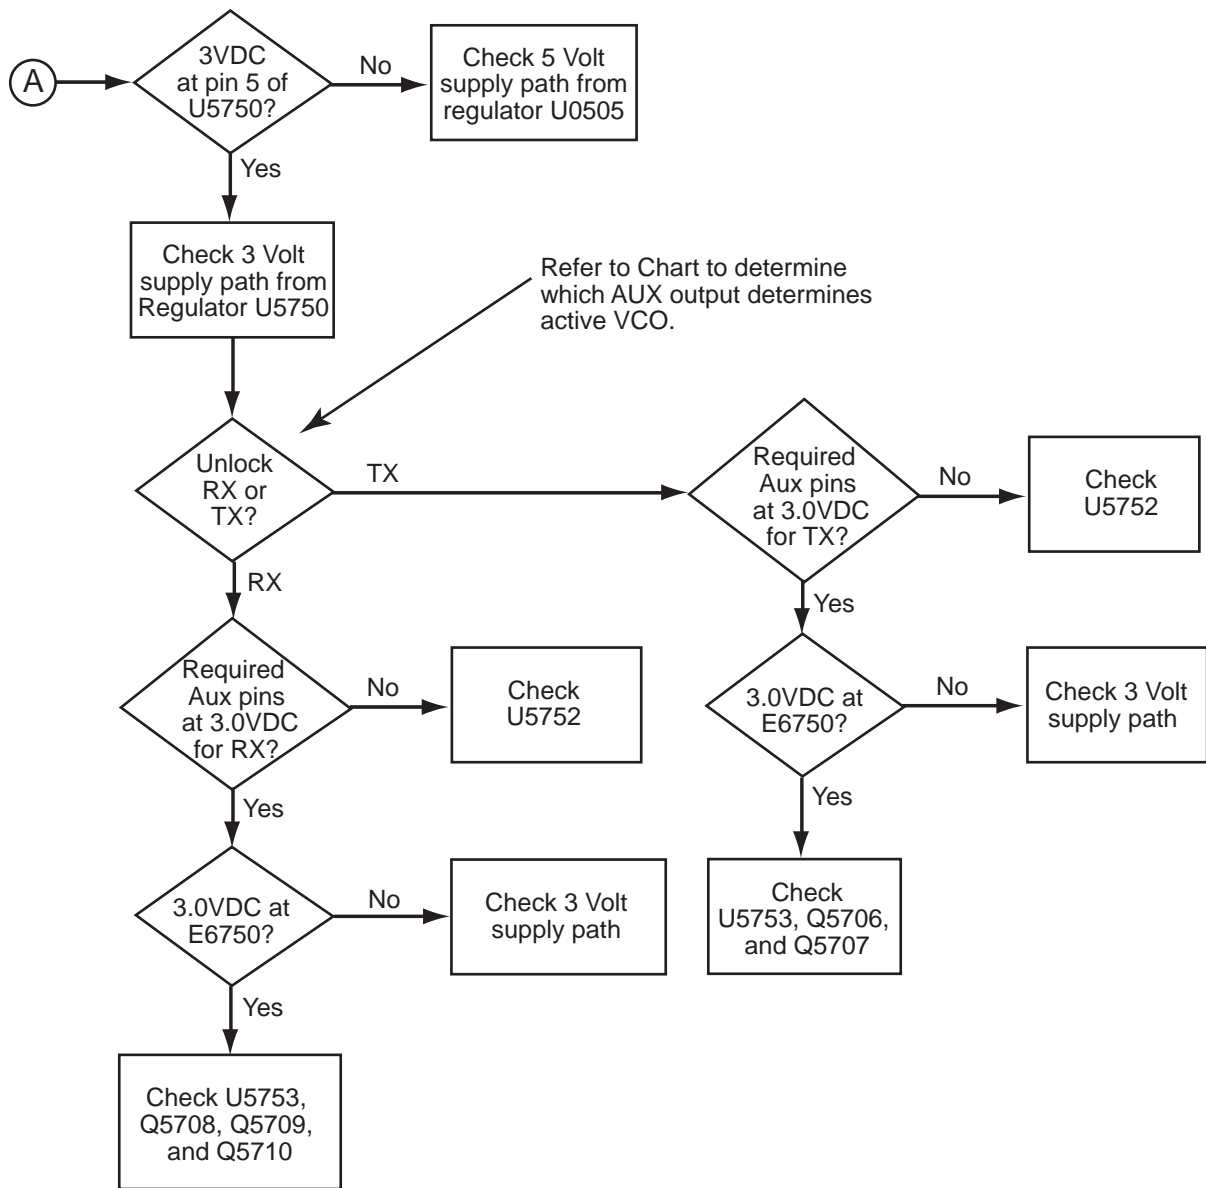 A
3VDC
at pin 5 of
U5750?
No
Check 5 Volt
supply path from
regulator U0505
Yes
Check 3 Volt
supply path from
Regulator U5750
Refer to Chart to determine
which AUX output determines
active VCO.
Unlock
RX or
TX?
TX
Required
Aux pins
at 3.0VDC
for TX?
No
Check
U5752
RX
Yes
Required
Aux pins
at 3.0VDC
for RX?
No
Check
U5752
3.0VDC at
E6750?
No
Check 3 Volt
supply path
Yes
Yes
3.0VDC at
E6750?
No
Check 3 Volt
supply path
Check
U5753, Q5706,
and Q5707
Yes
Check U5753,
Q5708, Q5709,
and Q5710